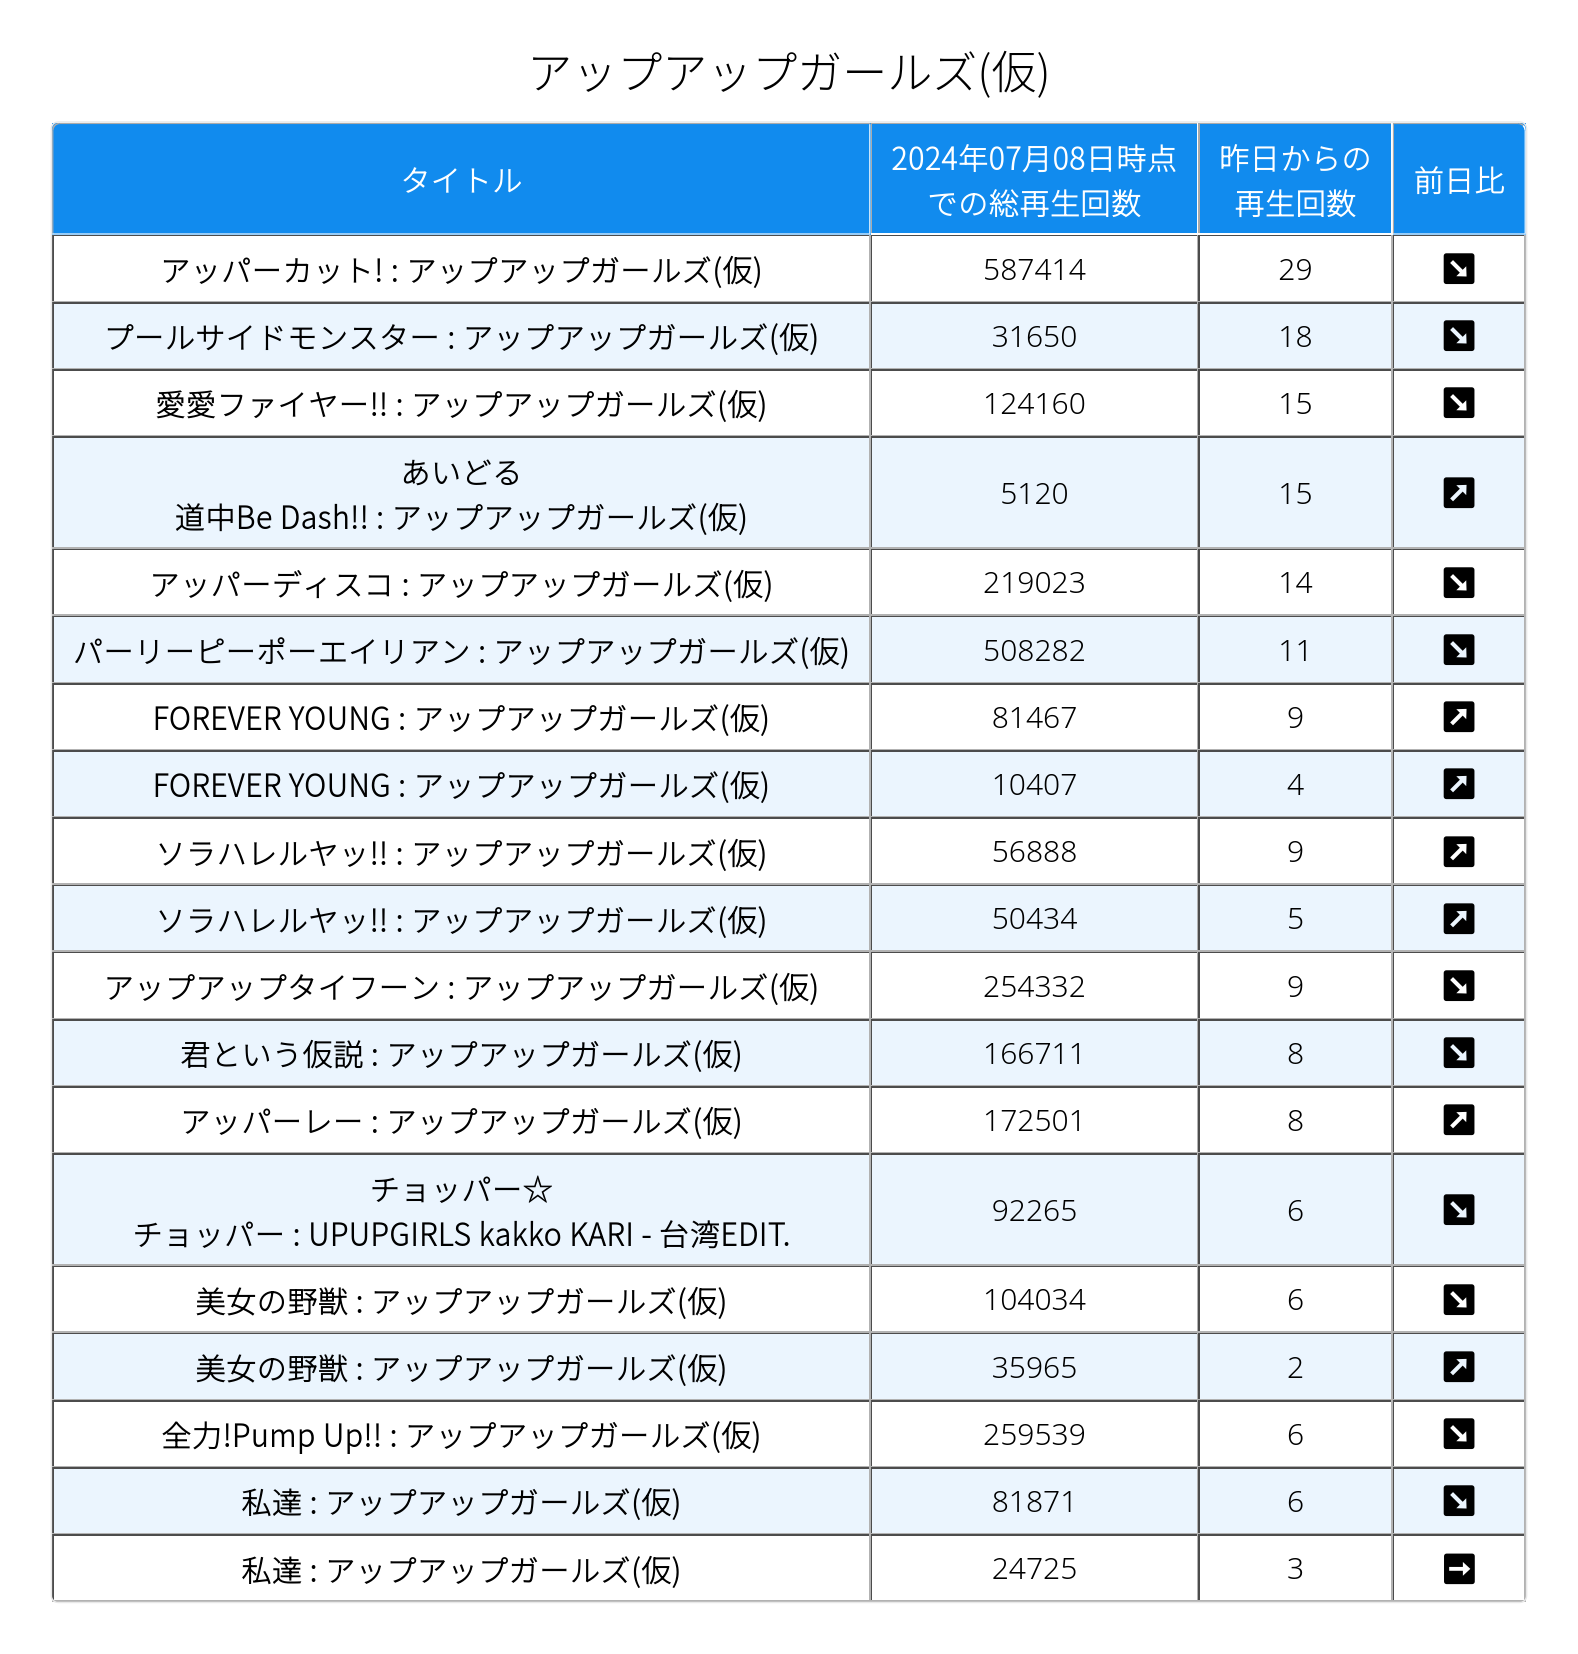 アップアップガールズ(仮)
タイトル 2024年07月08日時点での総再生回数 昨日からの再生回数 前日比
アッパーカット! : アップアップガールズ(仮) 587414 29 ↘
プールサイドモンスター : アップアップガールズ(仮) 31650 18 ↘
愛愛ファイヤー!! : アップアップガールズ(仮) 124160 15 ↘
あいどる
道中Be Dash!! : アップアップガールズ(仮) 5120 15 ↗
アッパーディスコ : アップアップガールズ(仮) 219023 14 ↘
パーリーピーポーエイリアン : アップアップガールズ(仮) 508282 11 ↘
FOREVER YOUNG : アップアップガールズ(仮) 81467 9 ↗
FOREVER YOUNG : アップアップガールズ(仮) 10407 4 ↗
ソラハレルヤッ!! : アップアップガールズ(仮) 56888 9 ↗
ソラハレルヤッ!! : アップアップガールズ(仮) 50434 5 ↗
アップアップタイフーン : アップアップガールズ(仮) 254332 9 ↘
君という仮説 : アップアップガールズ(仮) 166711 8 ↘
アッパーレー : アップアップガールズ(仮) 172501 8 ↗
チョッパー☆
チョッパー : UPUPGIRLS kakko KARI - 台湾EDIT. 92265 6 ↘
美女の野獣 : アップアップガールズ(仮) 104034 6 ↘
美女の野獣 : アップアップガールズ(仮) 35965 2 ↗
全力!Pump Up!! : アップアップガールズ(仮) 259539 6 ↘
私達 : アップアップガールズ(仮) 81871 6 ↘
私達 : アップアップガールズ(仮) 24725 3 →